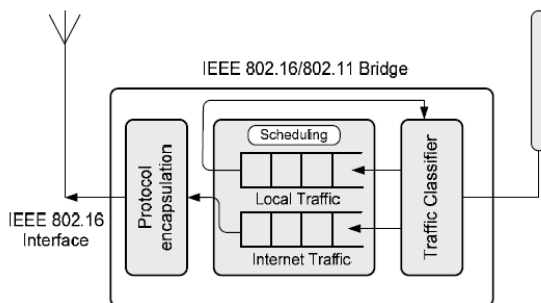 IEEE 802.16/802.11 Bridge
Scheduling
Local Traffic
Internet Traffic
Protocol
encapsulation
Traffic Classifier
IEEE 802.16
Interface